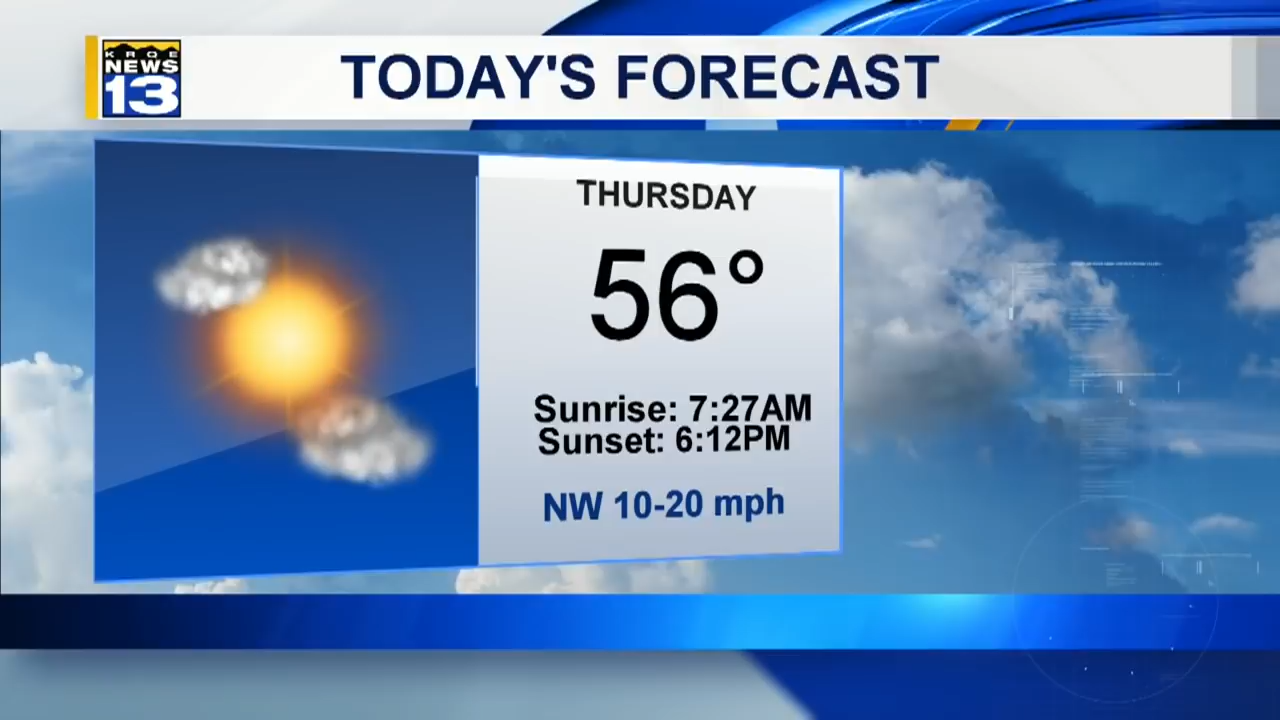 KRQE
NEWS
13
TODAY'S FORECAST
THURSDAY
56°
Sunrise: 7:27AM
Sunset: 6:12PM
NW 10-20 mph